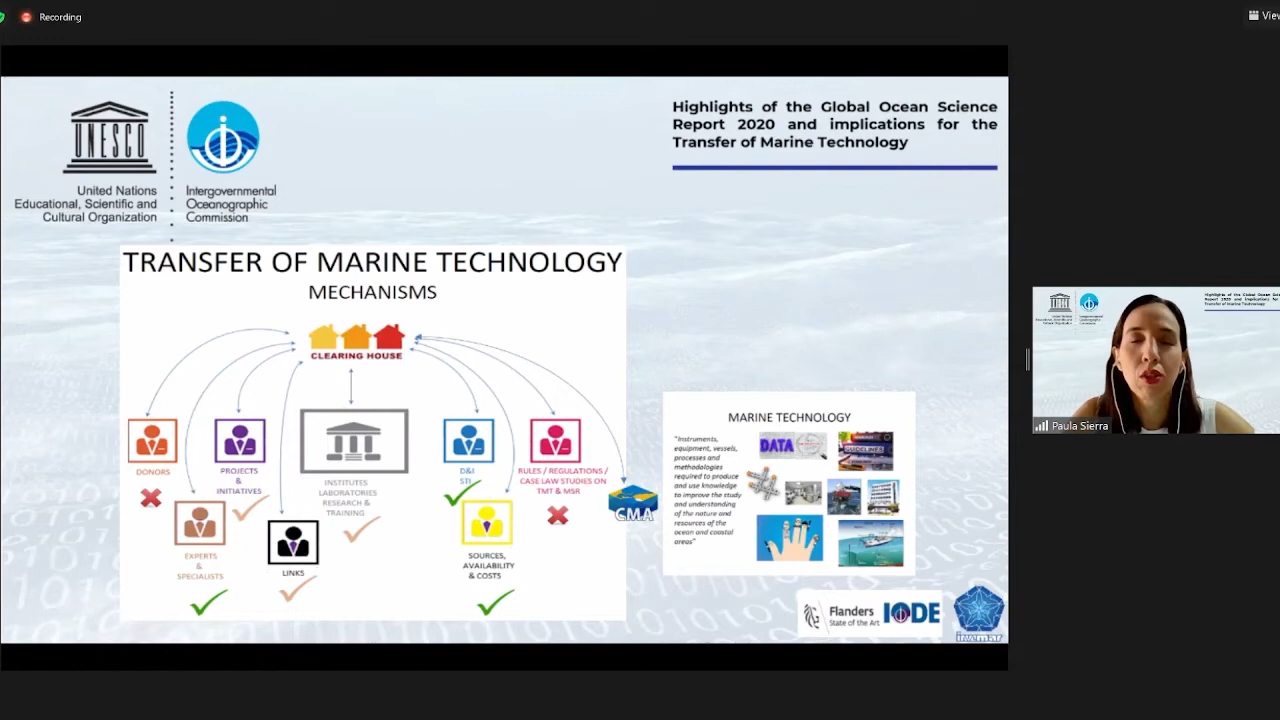 Recording
View
UNESCO
United Nations
Educational, Scientific and
Cultural Organization
Intergovernmental
Oceanographic
Commission
Highlights of the Global Ocean Science
Report 2020 and implications for the
Transfer of Marine Technology
TRANSFER OF MARINE TECHNOLOGY
MECHANISMS
CLEARING HOUSE
DONORS
PROJECTS
&
INITIATIVES
INSTITUTES
LABORATORIES
RESEARCH &
TRAINING
D&I
STI
RULES / REGULATIONS /
CASE LAW STUDIES ON
TMT & MSR
CMA
EXPERTS
&
SPECIALISTS
LINKS
SOURCES,
AVAILABILITY
& COSTS
MARINE TECHNOLOGY
"Instruments,
equipment, vessels,
processes and
methodologies
required to produce
and use knowledge
to improve the study
and understanding
of the nature and
resources of the
ocean and coastal
areas"
DATA
GUIDELINES
Flanders
State of the Art
IODE
invemar
Paula Sierra